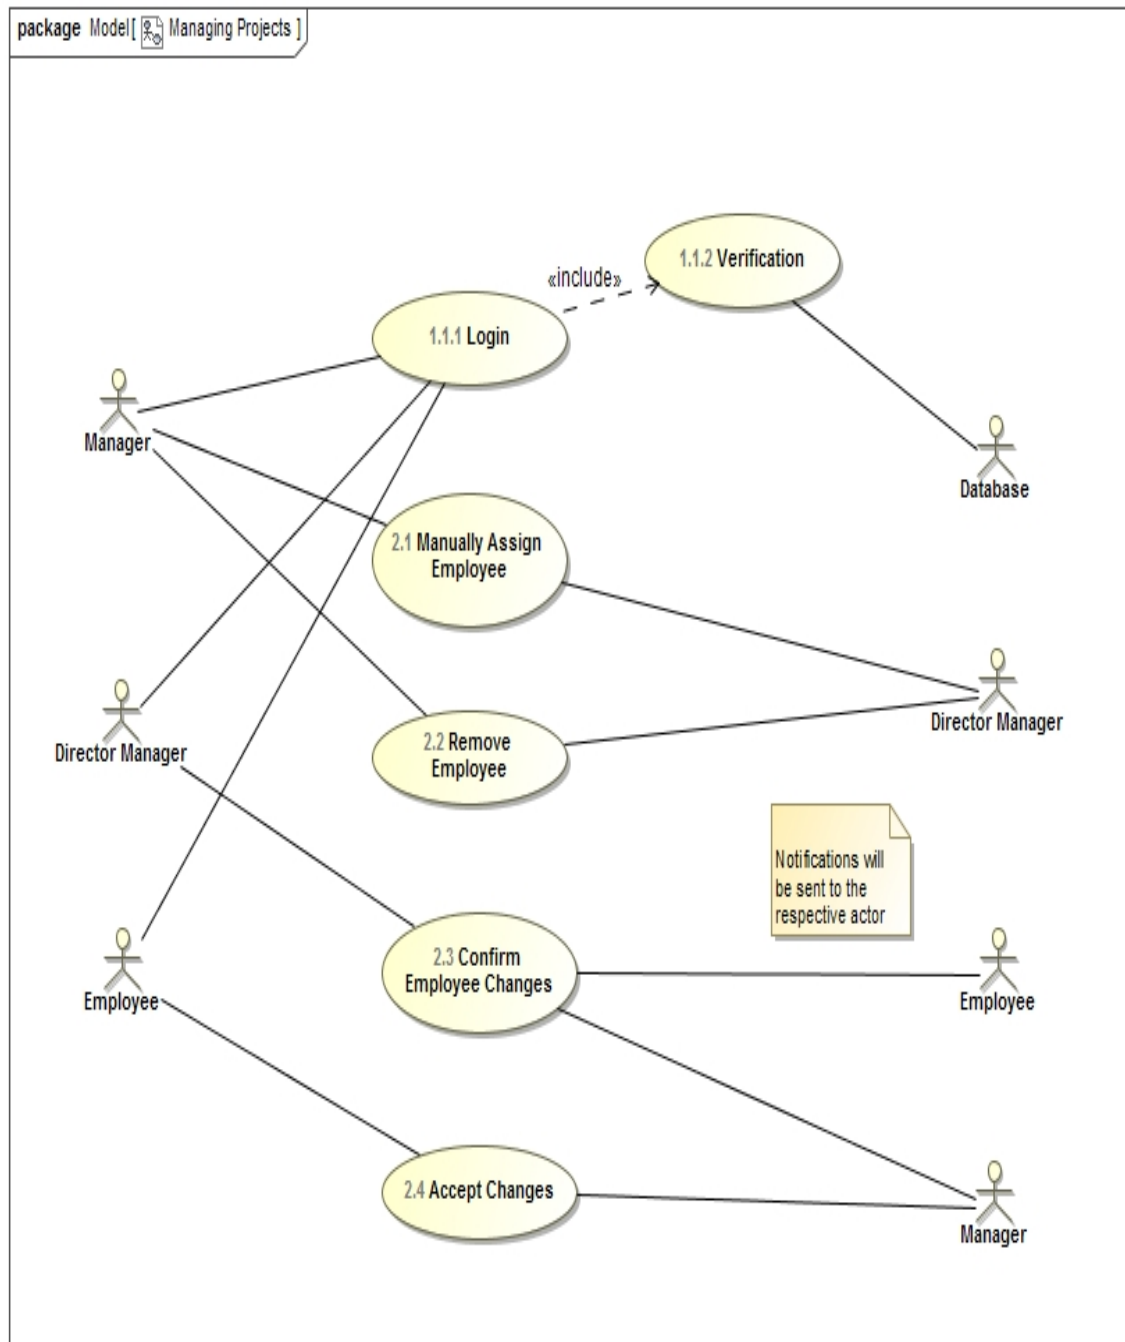 package Model[ Managing Projects ]
1.1.2 Verification
«include»
1.1.1 Login
Manager
Database
2.1 Manually Assign
Employee
Director Manager
2.2 Remove
Employee
Director Manager
Notifications will
be sent to the
respective actor
Employee
2.3 Confirm
Employee Changes
Employee
2.4 Accept Changes
Manager